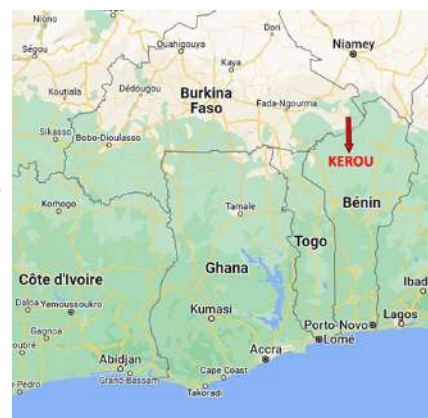 Niono
Dori
Ségou
Ouahigouya
Niamey
Kaya
Koutiala
Dédougou
Burkina
Faso
Fada-Ngourma
Sikasso
Bobo-Dioulasso
KEROU
Korhogo
Tamale
Bénin
Togo
Côte d'Ivoire
Ghana
Ibad
Daloa
Yamoussoukro
Kumasi
Porto-Novo
Lagos
Gagnoa
Lomé
oubré
Abidjan
Accra
Grand-Bassam
Cape Coast
-Pédro
Takoradi